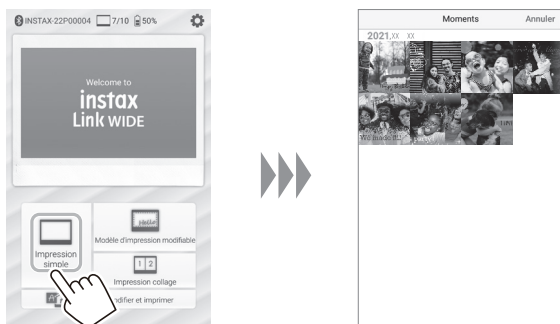 INSTAX-22P00004 7/10 50%
Welcome to
instax
Link WIDE
Modèle d'impression modifiable
Impression
simple
1 2
Impression collage
difier et imprimer
Moments Annuler
2021.XX XX